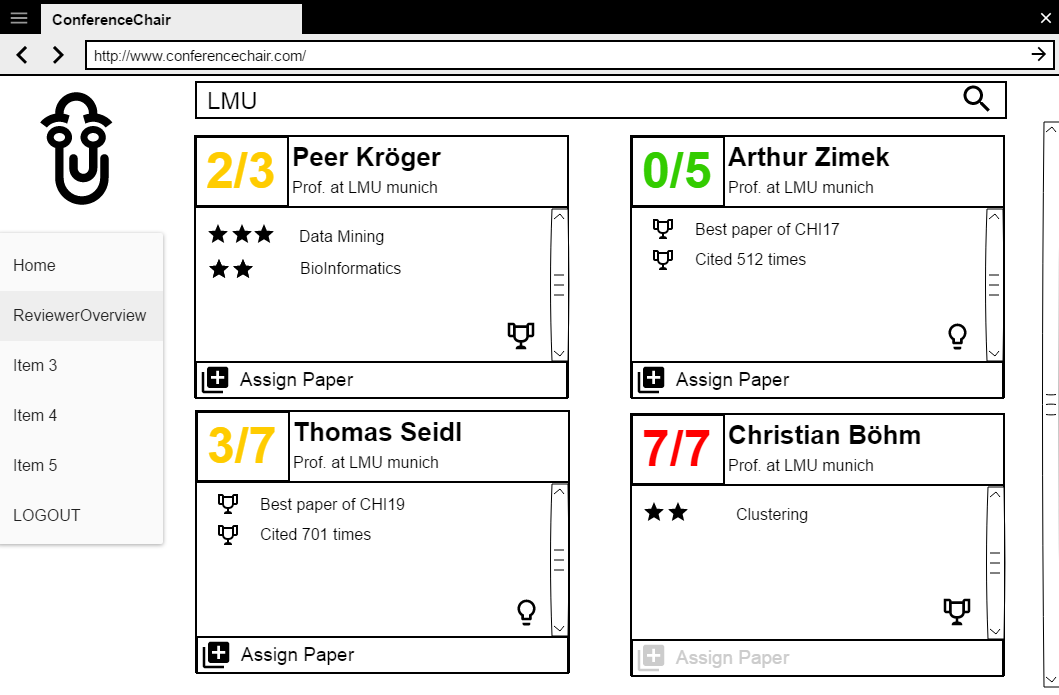 ConferenceChair
http://www.conferencechair.com/
LMU
Home
ReviewerOverview
Item 3
Item 4
Item 5
LOGOUT
2/3
Peer Kröger
Prof. at LMU munich
Data Mining
BioInformatics
Assign Paper
0/5
Arthur Zimek
Prof. at LMU munich
Best paper of CHI17
Cited 512 times
Assign Paper
3/7
Thomas Seidl
Prof. at LMU munich
Best paper of CHI19
Cited 701 times
Assign Paper
7/7
Christian Böhm
Prof. at LMU munich
Clustering
Assign Paper